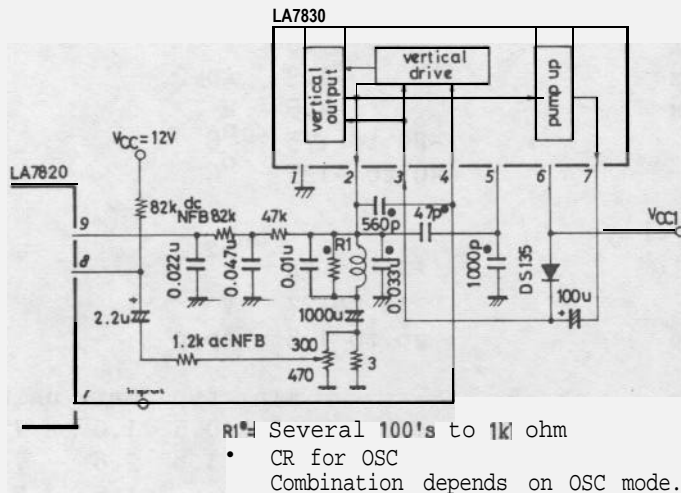 LA7830
vertical output
vertical drive
pump up
VCC=12V
LA7820
1 2 3 4 5 6 7
82k
dc NFB
82k
47k
9
8
560p
47p
VCC1
R1
0.022u
0.047u
0.01u
0.033u
1000p
DS135
100u
+
2.2u
+
1000u
1.2k ac NFB
300
470
3
R1= Several 100's to 1k ohm
• CR for OSC
Combination depends on OSC mode.